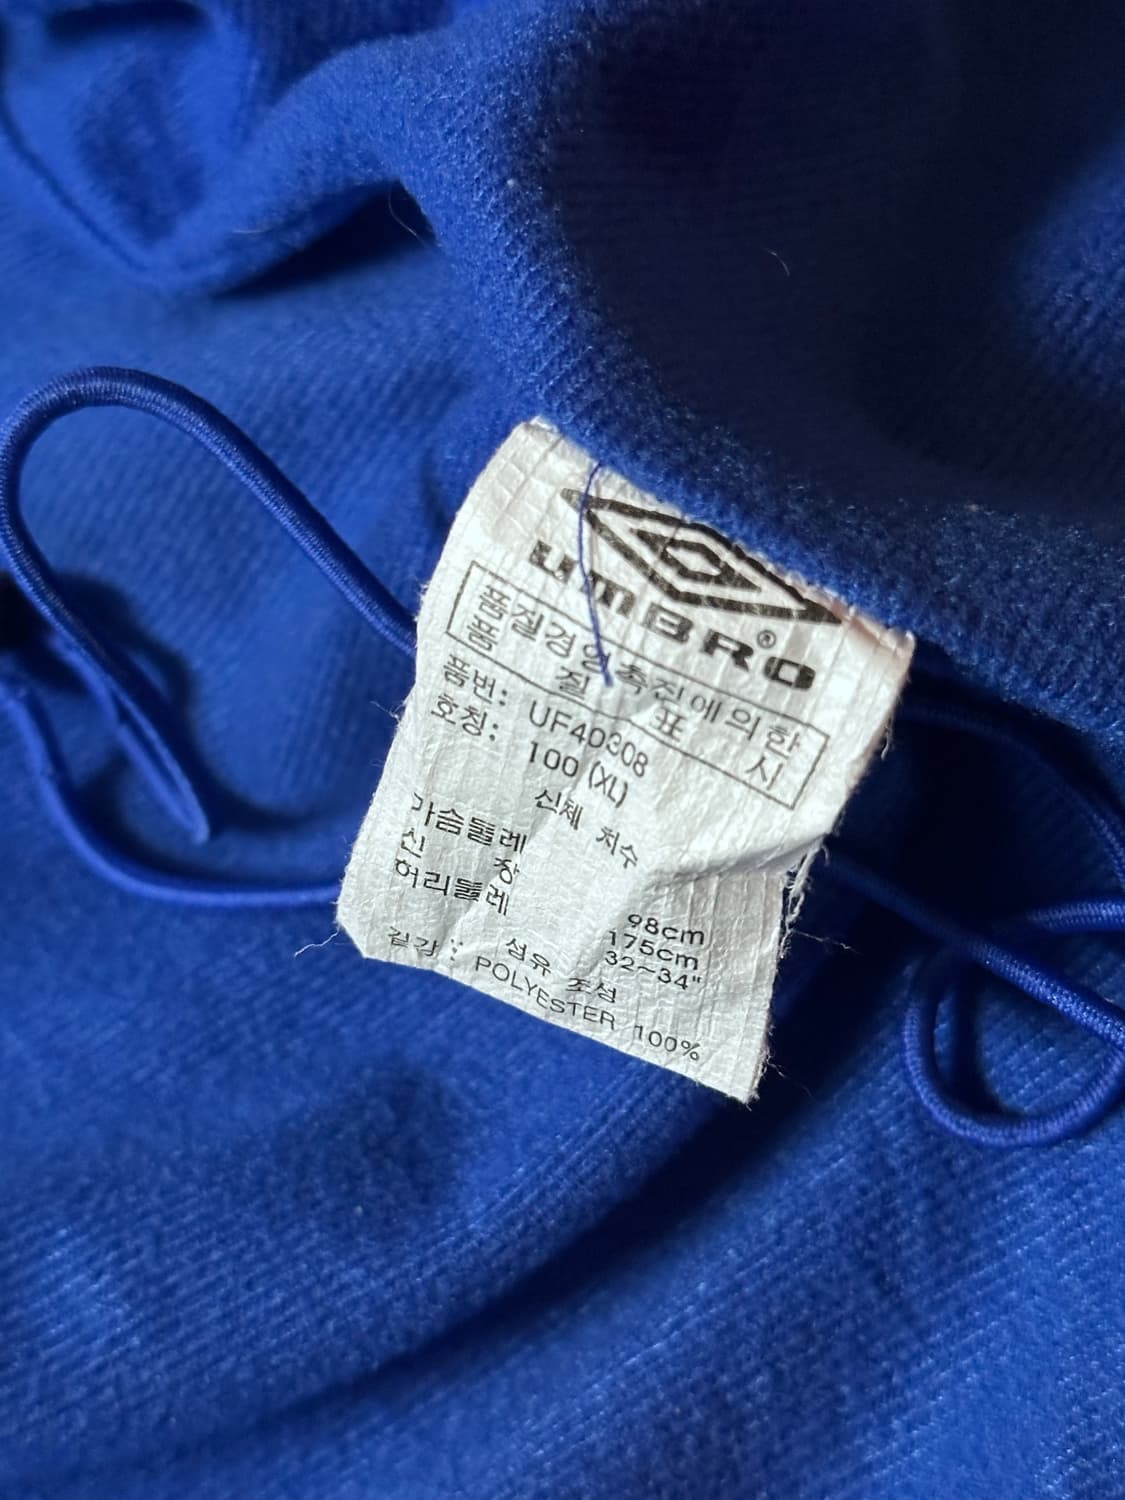 UMBRO®
품질경영촉진에의한
품 질 표 시
품번: UF40308
호칭: 100 (XL)
신체 치수
가슴둘레 98cm
신 장 175cm
허리둘레 32~34"
섬유 조성
겉감: POLYESTER 100%